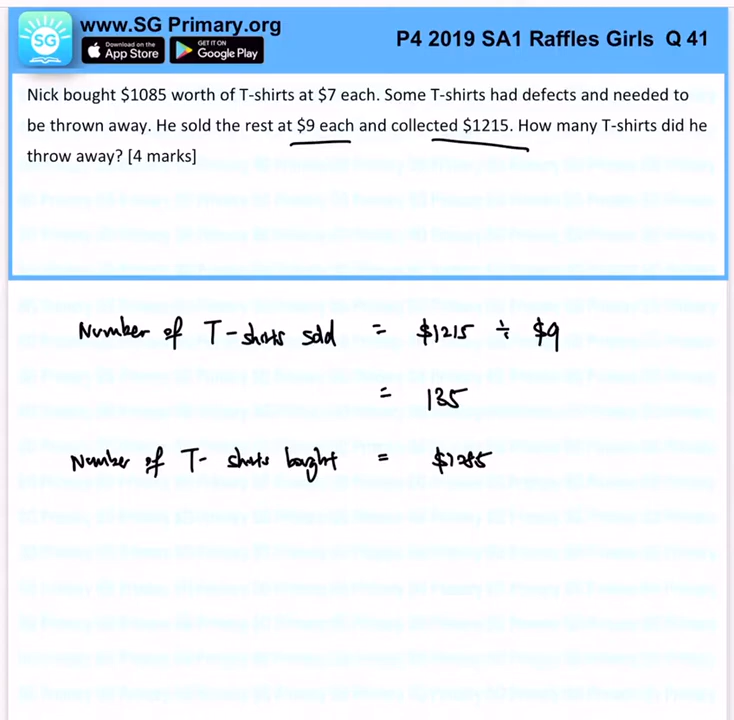 www.SG Primary.org
SG
Download on the App Store
GET IT ON Google Play
P4 2019 SA1 Raffles Girls Q 41
Nick bought $1085 worth of T-shirts at $7 each. Some T-shirts had defects and needed to
be thrown away. He sold the rest at $9 each and collected $1215. How many T-shirts did he
throw away? [4 marks]
Number of T-shirts sold = $1215 ÷ $9
= 135
Number of T-shirts bought = $1085